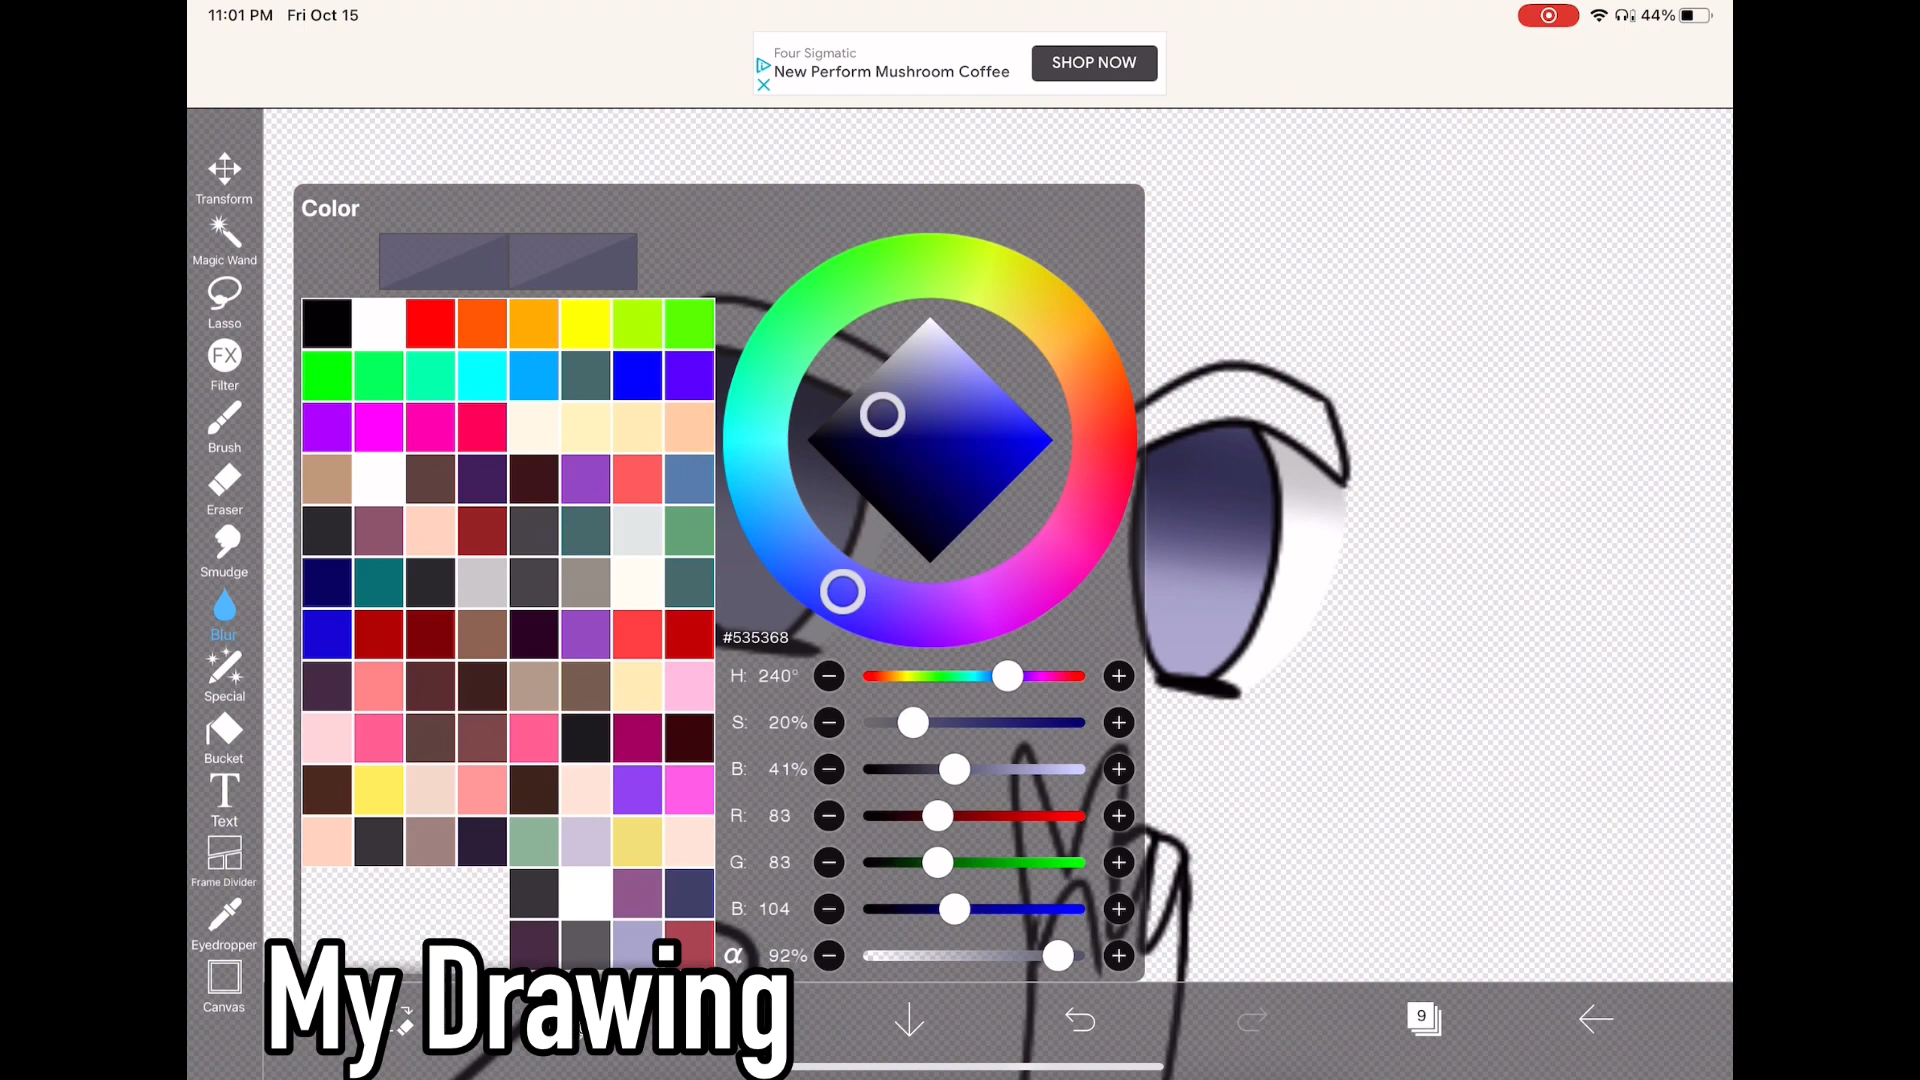 11:01 PM Fri Oct 15
44%
Four Sigmatic
New Perform Mushroom Coffee
SHOP NOW
Transform
Magic Wand
Lasso
FX
Filter
Brush
Eraser
Smudge
Blur
Special
Bucket
T
Text
Frame Divider
Eyedropper
Canvas
Color
#535368
H: 240°
S: 20%
B: 41%
R: 83
G: 83
B: 104
α 92%
9
My Drawing